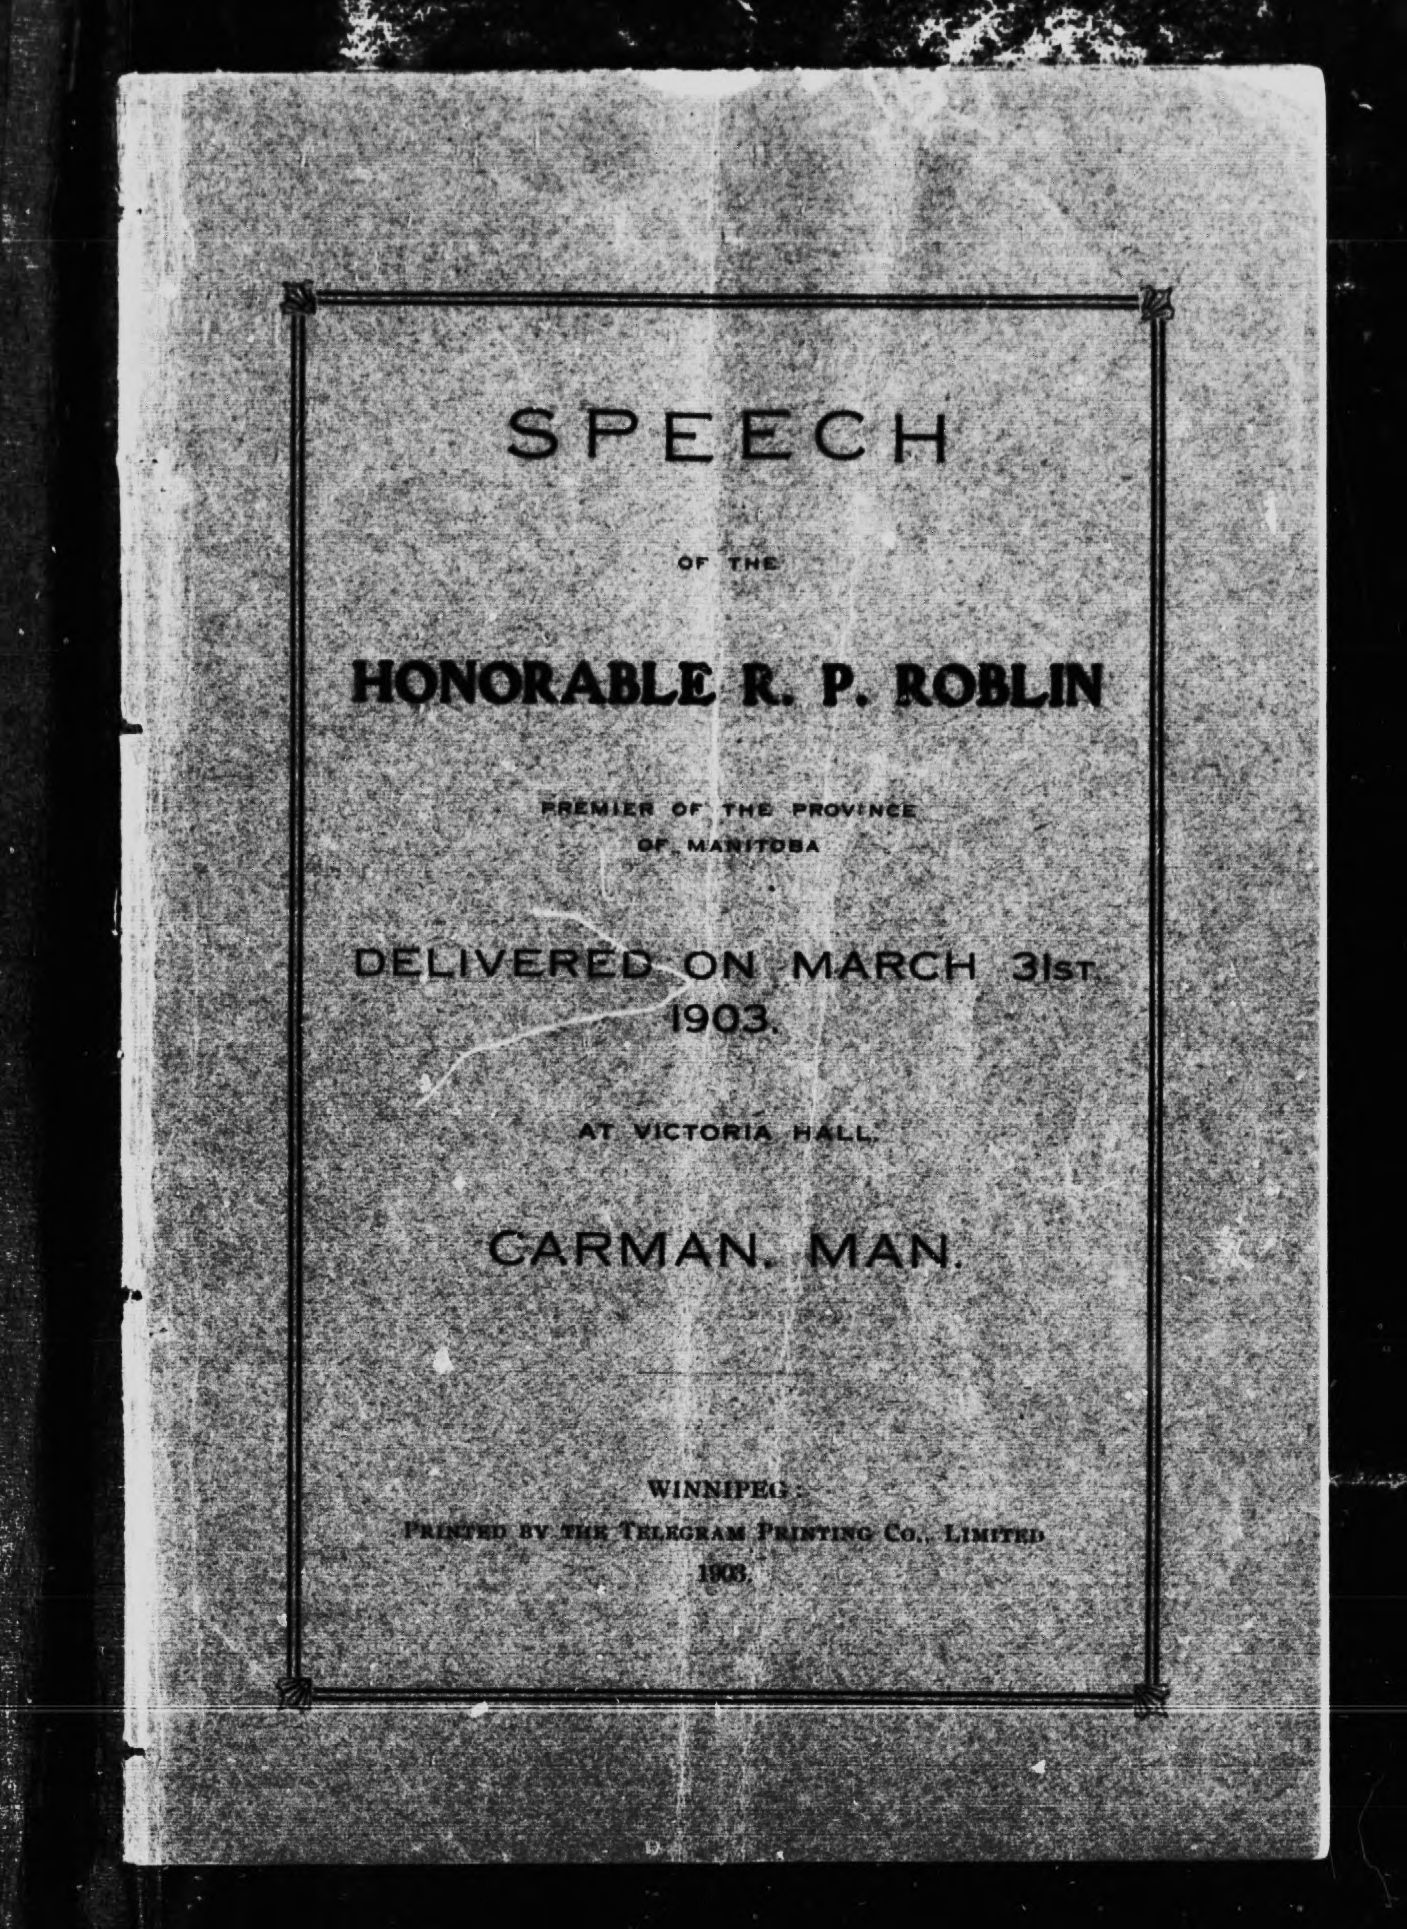 SPEECH
OF THE
HONORABLE R. P. ROBLIN
PREMIER OF THE PROVINCE
OF MANITOBA
DELIVERED ON MARCH 31ST.
1903.
AT VICTORIA HALL.
CARMAN. MAN.
WINNIPEG:
PRINTED BY THE TELEGRAM PRINTING CO., LIMITED
1903.